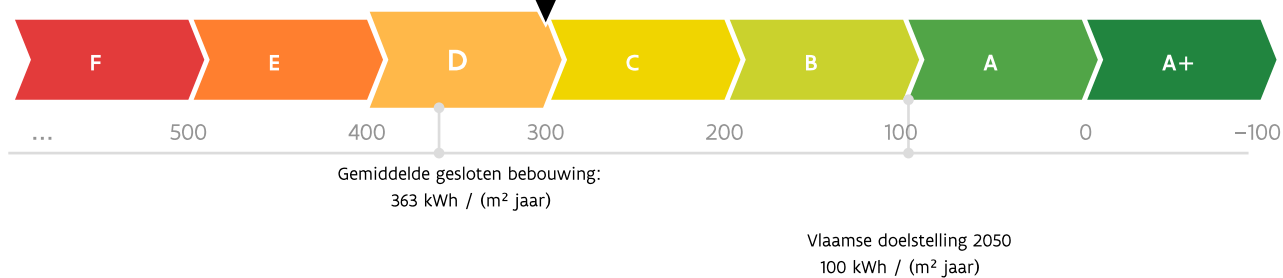 F E D C B A A+
... 500 400 300 200 100 0 −100
Gemiddelde gesloten bebouwing:
363 kWh / (m² jaar)
Vlaamse doelstelling 2050
100 kWh / (m² jaar)